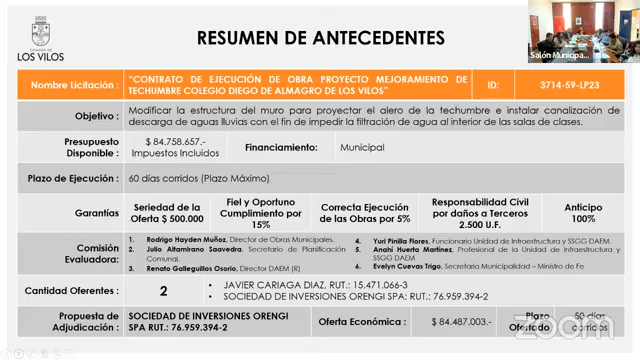 RESUMEN DE ANTECEDENTES
LOS VILOS
Salón Municipa...
Nombre Licitación :
"CONTRATO DE EJECUCIÓN DE OBRA PROYECTO MEJORAMIENTO DE
TECHUMBRE COLEGIO DIEGO DE ALMAGRO DE LOS VILOS"
ID:
3714-59-LP23
Objetivo :
Modificar la estructura del muro para proyectar el alero de la techumbre e instalar canalización de
descarga de aguas lluvias con el fin de impedir la filtración de agua al interior de las salas de clases.
Presupuesto
Disponible :
$ 84.758.657.-
Impuestos Incluidos
Financiamiento:
Municipal
Plazo de Ejecución :
60 días corridos (Plazo Máximo)
Garantías
Seriedad de la
Oferta $ 500.000
Fiel y Oportuno
Cumplimiento por
15%
Correcta Ejecución
de las Obras por 5%
Responsabilidad Civil
por daños a Terceros
2.500 U.F.
Anticipo
100%
Comisión
Evaluadora:
1. Rodrigo Hayden Muñoz, Director de Obras Municipales.
2. Julio Altamirano Saavedra, Secretario de Planificación
Comunal.
3. Renato Galleguillos Osorio, Director DAEM (R)
4. Yuri Pinilla Flores, Funcionario Unidad de Infraestructura y SSGG DAEM.
5. Anahí Huerta Martínez, Profesional de la Unidad de Infraestructura y
SSGG DAEM
6. Evelyn Cuevas Trigo, Secretaria Municipalidad – Ministro de Fe
Cantidad Oferentes :
2
• JAVIER CARIAGA DIAZ, RUT.: 15.471.066-3
• SOCIEDAD DE INVERSIONES ORENGI SPA: RUT.: 76.959.394-2
Propuesta de
Adjudicación :
SOCIEDAD DE INVERSIONES ORENGI
SPA RUT.: 76.959.394-2
Oferta Económica :
$ 84.487.003.-
Plazo
Ofertado
50 días
corridos
zoom